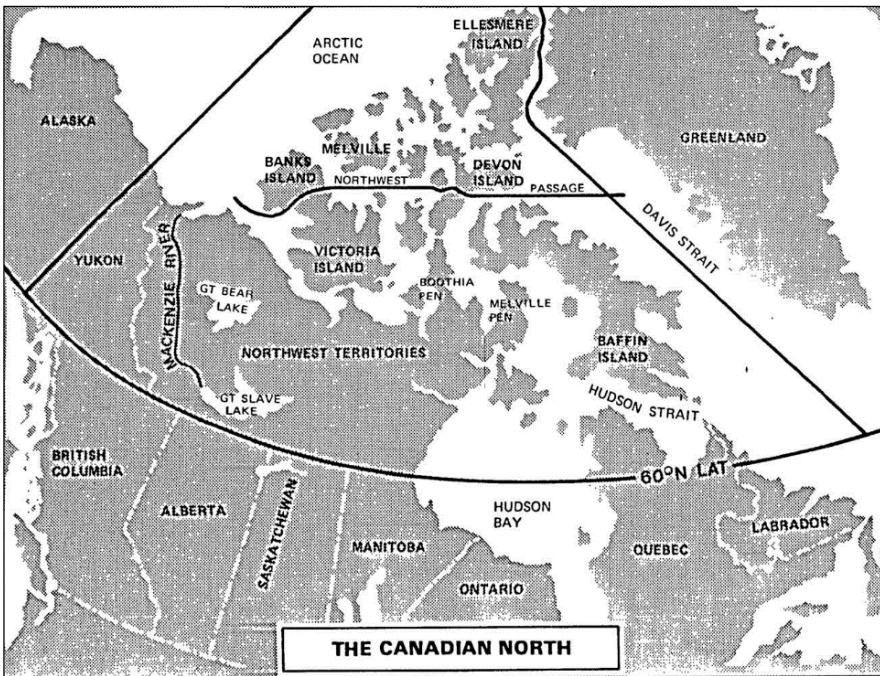 ELLESMERE
ISLAND
ARCTIC
OCEAN
ALASKA
GREENLAND
MELVILLE
BANKS
ISLAND
DEVON
ISLAND
NORTHWEST
PASSAGE
DAVIS STRAIT
YUKON
MACKENZIE RIVER
VICTORIA
ISLAND
GT BEAR
LAKE
BOOTHIA
PEN
MELVILLE
PEN
BAFFIN
ISLAND
NORTHWEST TERRITORIES
GT SLAVE
LAKE
HUDSON STRAIT
BRITISH
COLUMBIA
60°N LAT
ALBERTA
SASKATCHEWAN
HUDSON
BAY
LABRADOR
MANITOBA
QUEBEC
ONTARIO
THE CANADIAN NORTH